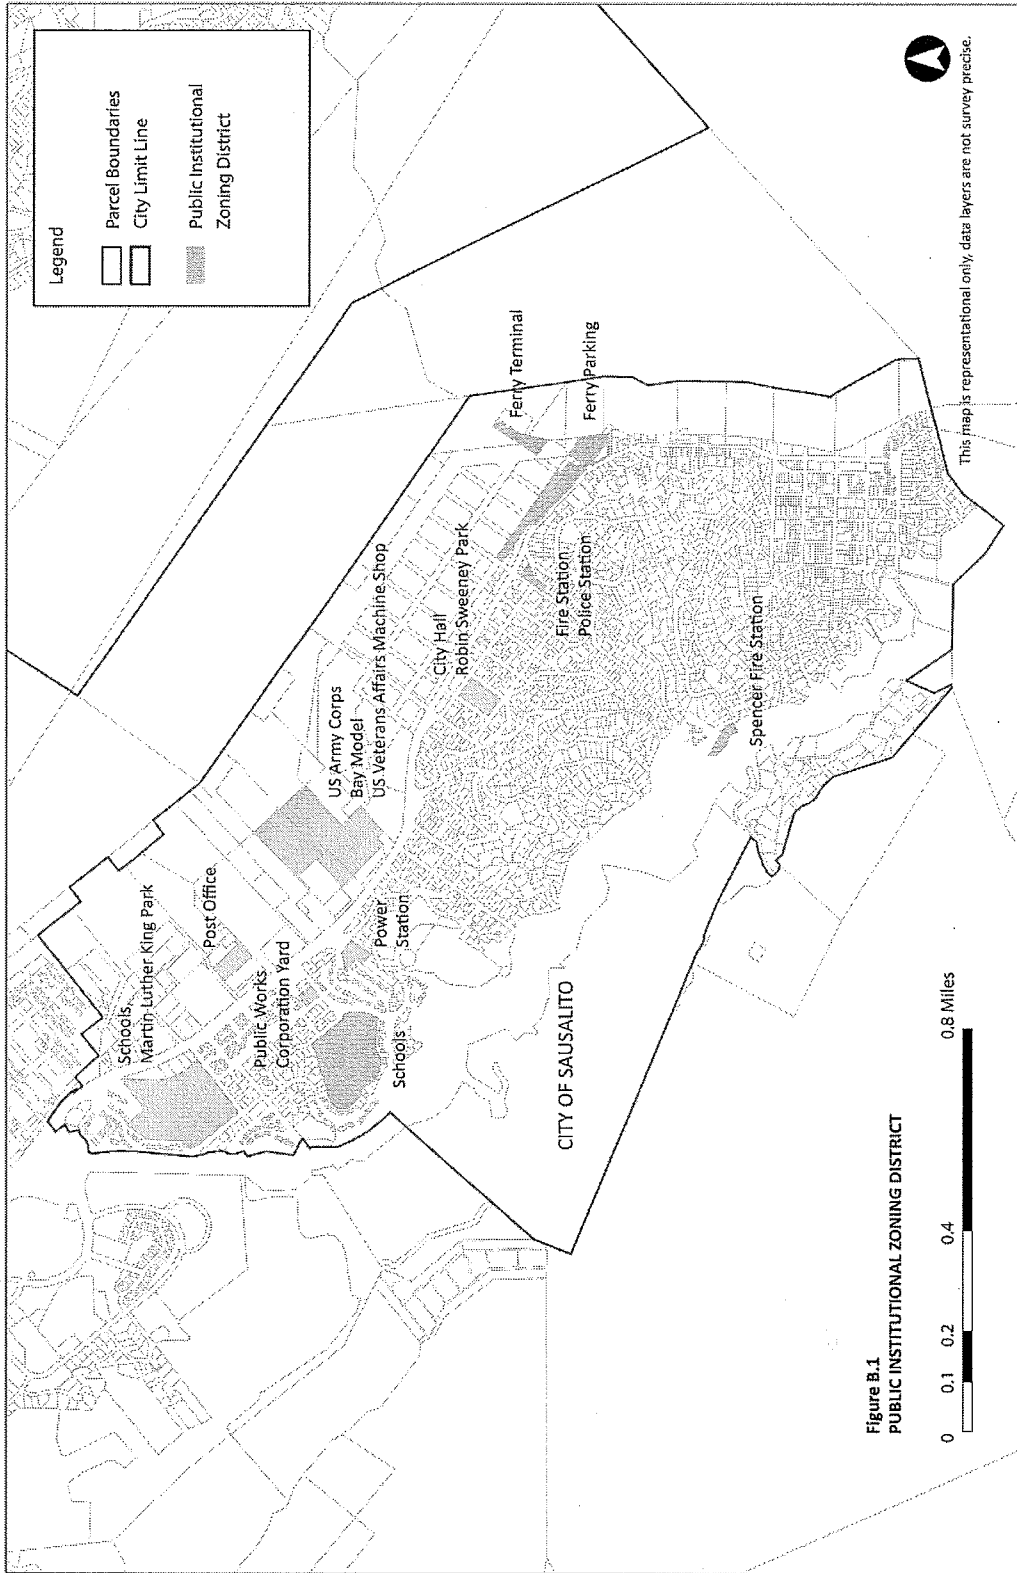 Legend
Parcel Boundaries
City Limit Line
Public Institutional
Zoning District
Schools,
Martin Luther King Park
Post Office
Public Works
Corporation Yard
Schools
Power
Station
US Army Corps
Bay Model
US Veterans Affairs Machine Shop
City Hall
Robin Sweeney Park
Ferry Terminal
Ferry Parking
Fire Station
Police Station
Spencer Fire Station
CITY OF SAUSALITO
Figure B.1
PUBLIC INSTITUTIONAL ZONING DISTRICT
0 0.1 0.2 0.4 0.8 Miles
This map is representational only, data layers are not survey precise.